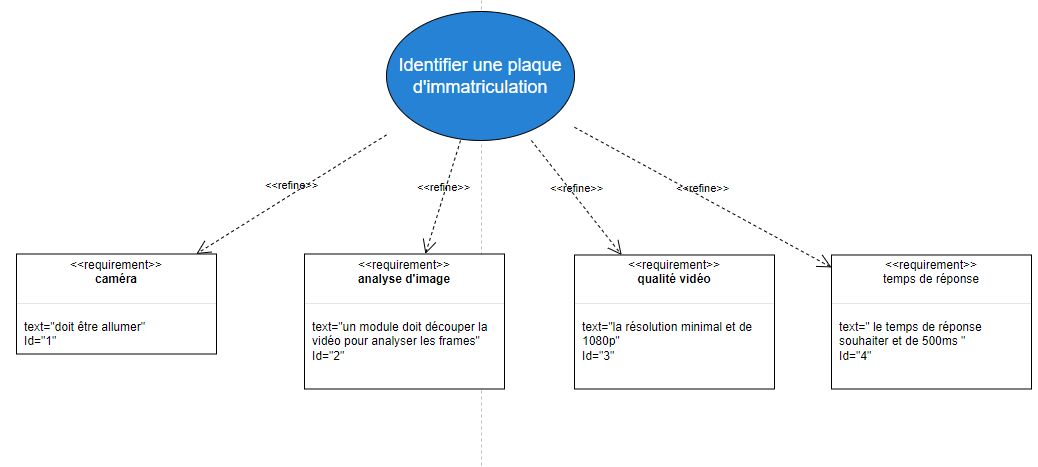 Identifier une plaque
d'immatriculation
<<refine>>
<<refine>>
<<refine>>
<<refine>>
<<requirement>>
caméra
text="doit être allumer"
Id="1"
<<requirement>>
analyse d'image
text="un module doit découper la
vidéo pour analyser les frames"
Id="2"
<<requirement>>
qualité vidéo
text="la résolution minimal et de
1080p"
Id="3"
<<requirement>>
temps de réponse
text=" le temps de réponse
souhaiter et de 500ms "
Id="4"